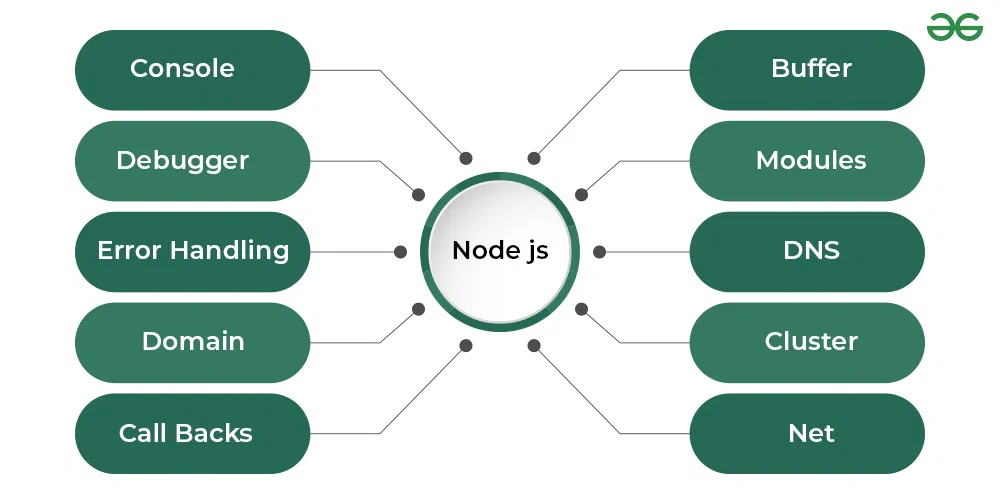 Console
Debugger
Error Handling
Domain
Call Backs
Node js
Buffer
Modules
DNS
Cluster
Net